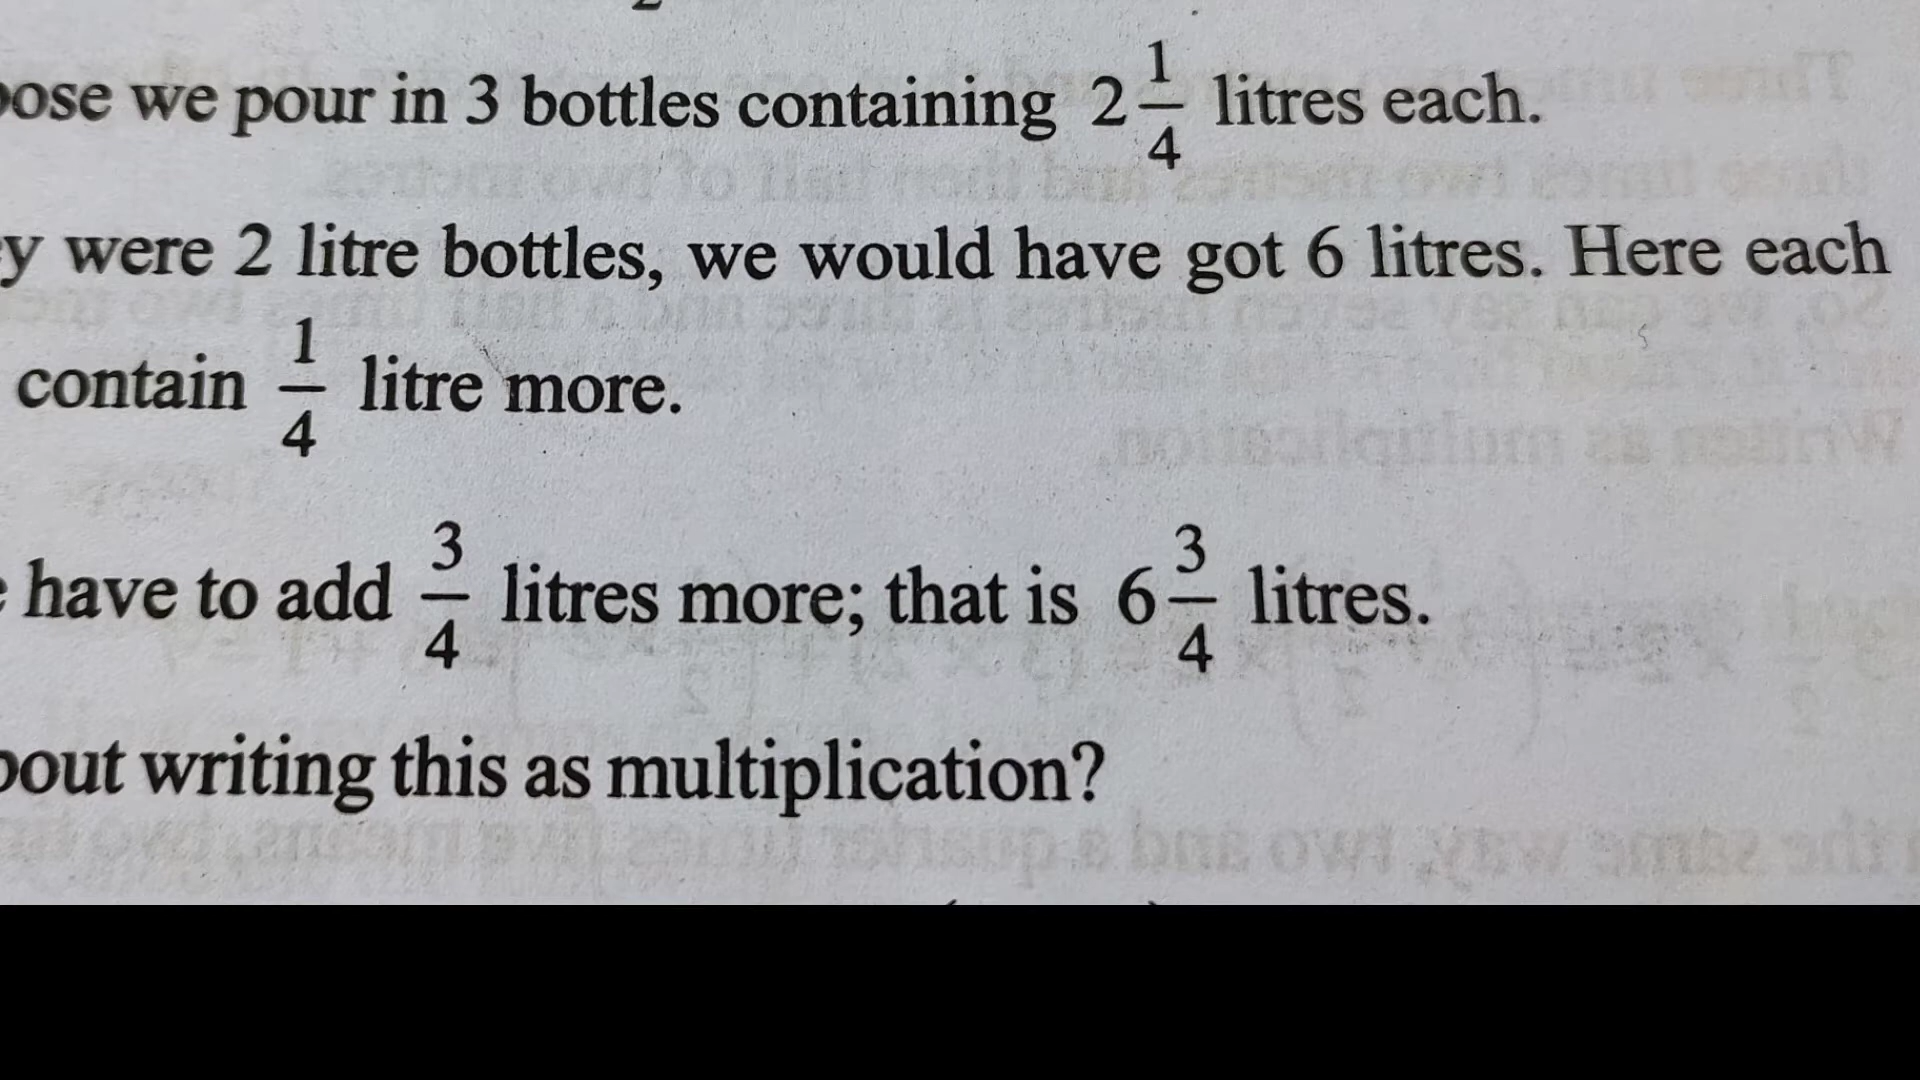 we pour in 3 bottles containing 2 1/4 litres each.
were 2 litre bottles, we would have got 6 litres. Here each
contain 1/4 litre more.
have to add 3/4 litres more; that is 6 3/4 litres.
writing this as multiplication?